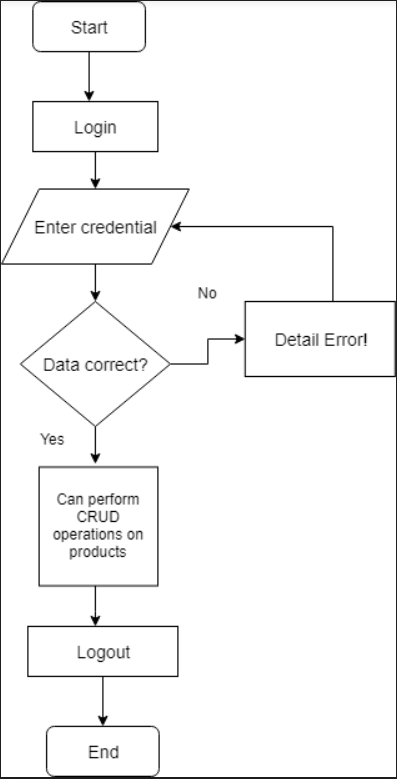 Start
Login
Enter credential
No
Detail Error!
Data correct?
Yes
Can perform
CRUD
operations on
products
Logout
End